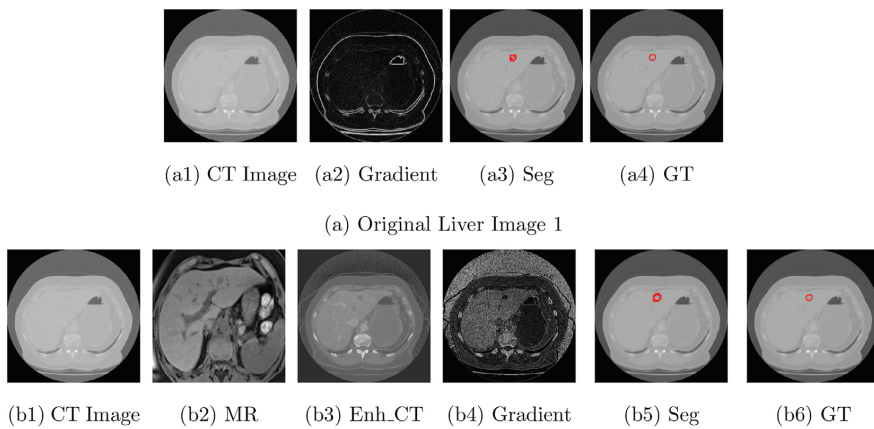 (a1) CT Image (a2) Gradient (a3) Seg (a4) GT
(a) Original Liver Image 1
(b1) CT Image (b2) MR (b3) Enh_CT (b4) Gradient (b5) Seg (b6) GT